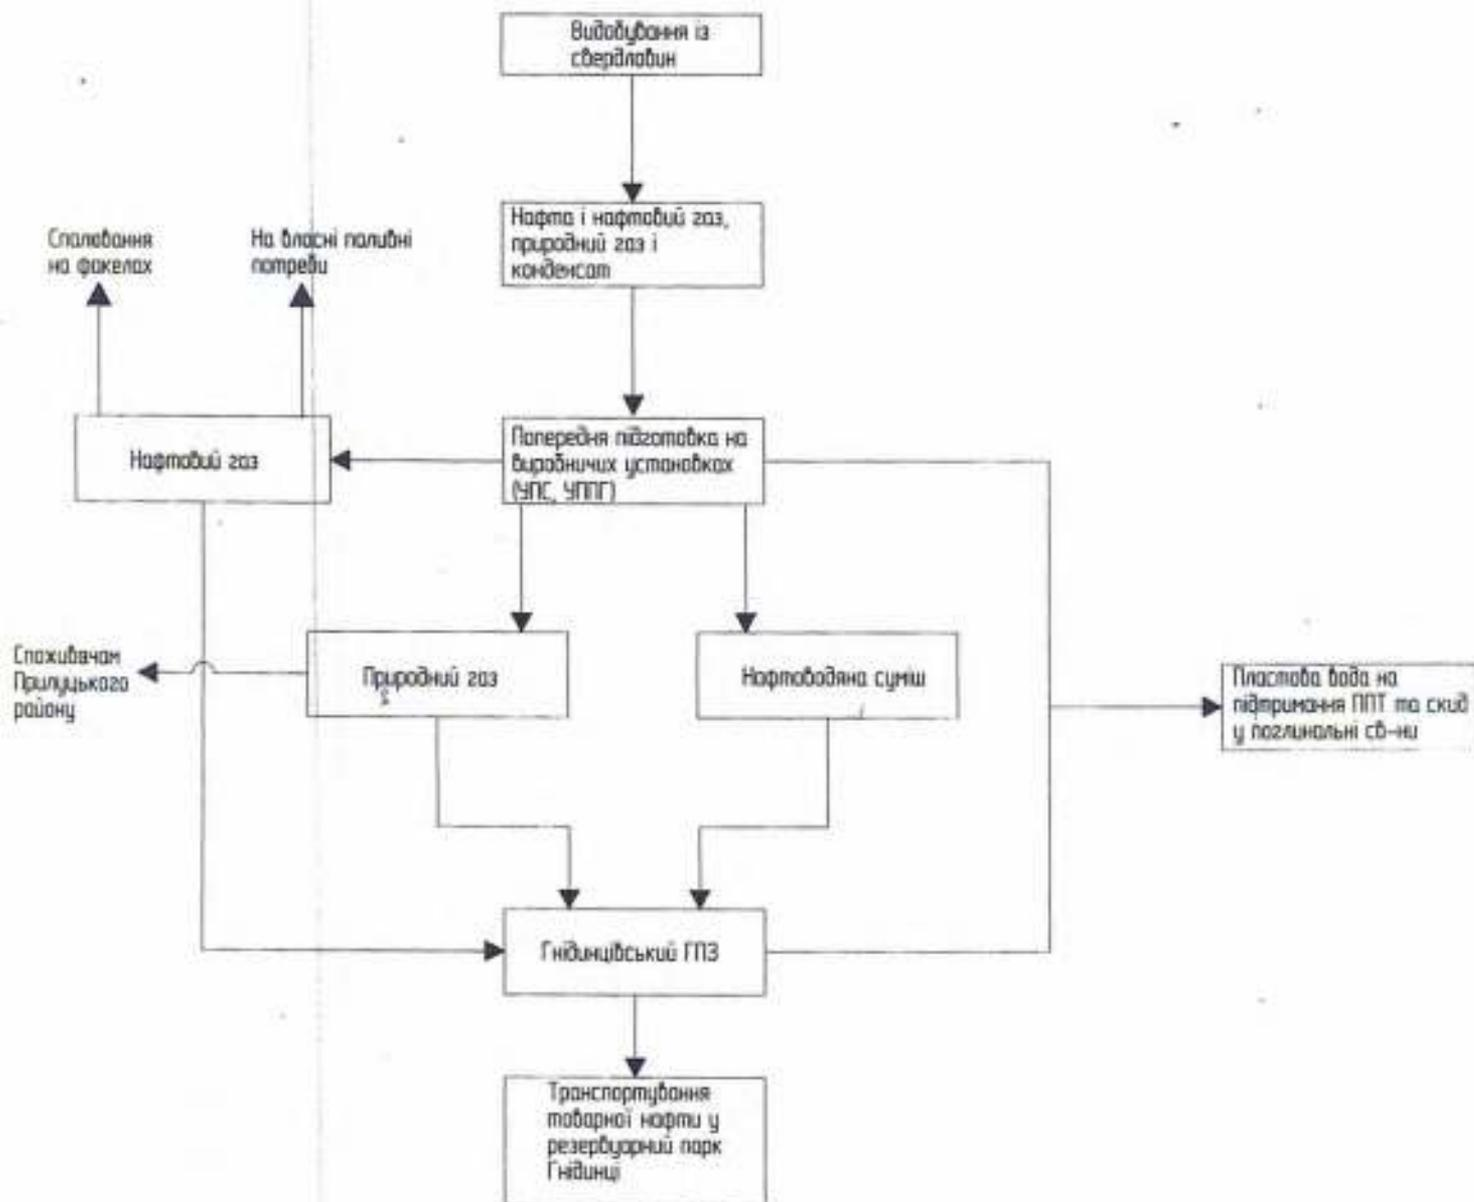 Видобування із
свердловин
Нафта і нафтовий газ,
природний газ і
конденсат
Спалювання
на факелах
На власні паливні
потреби
Нафтовий газ
Попередня підготовка на
виробничих установках
(УПС, УППГ)
Споживачам
Прилуцького
району
Природний газ
Нафтоводяна суміш
Пластова вода на
підтримання ППТ та скид
у поглинальні св-ни
Гнідинцівський ГПЗ
Транспортування
товарної нафти у
резервуарний парк
Гнідинці